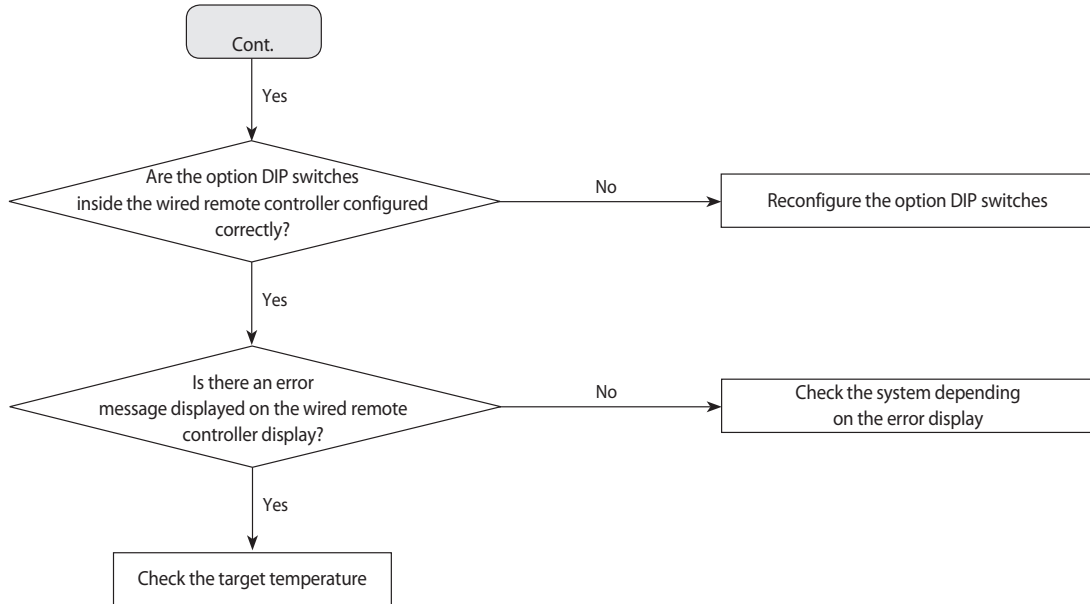 Cont.
Yes
Are the option DIP switches
inside the wired remote controller configured
correctly?
No
Reconfigure the option DIP switches
Yes
Is there an error
message displayed on the wired remote
controller display?
No
Check the system depending
on the error display
Yes
Check the target temperature